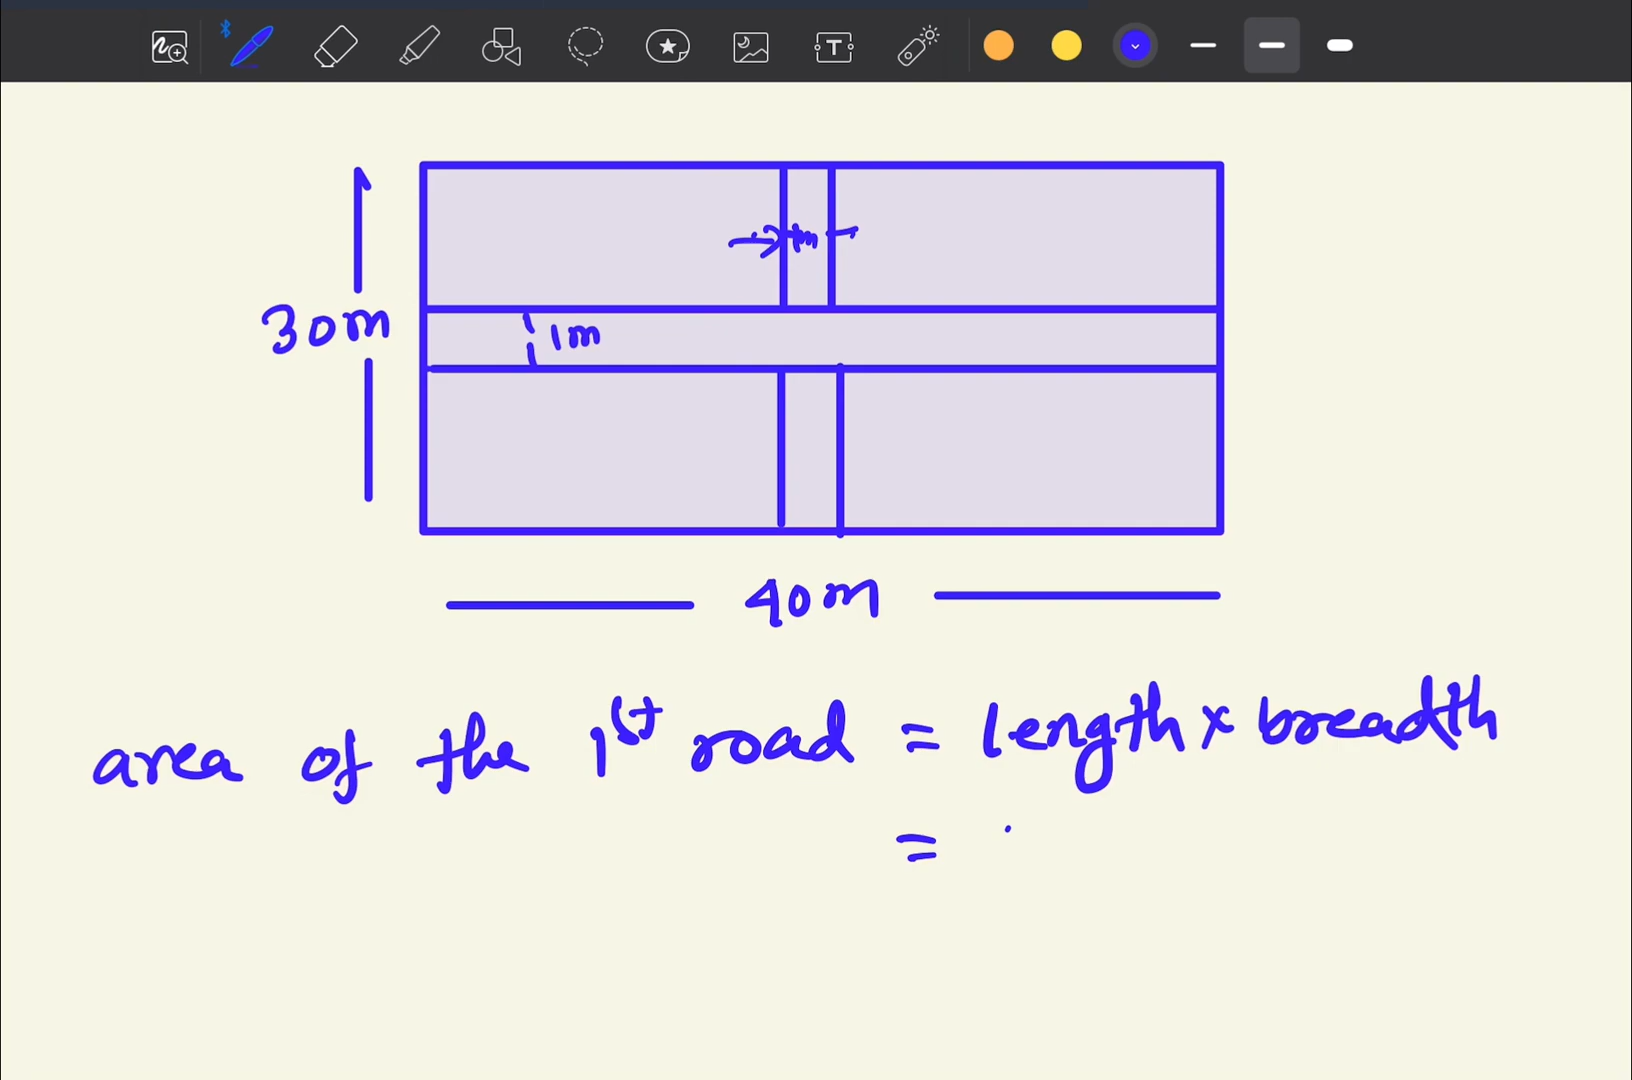 1m
30m
1m
40m
area of the 1st road = length × breadth
=